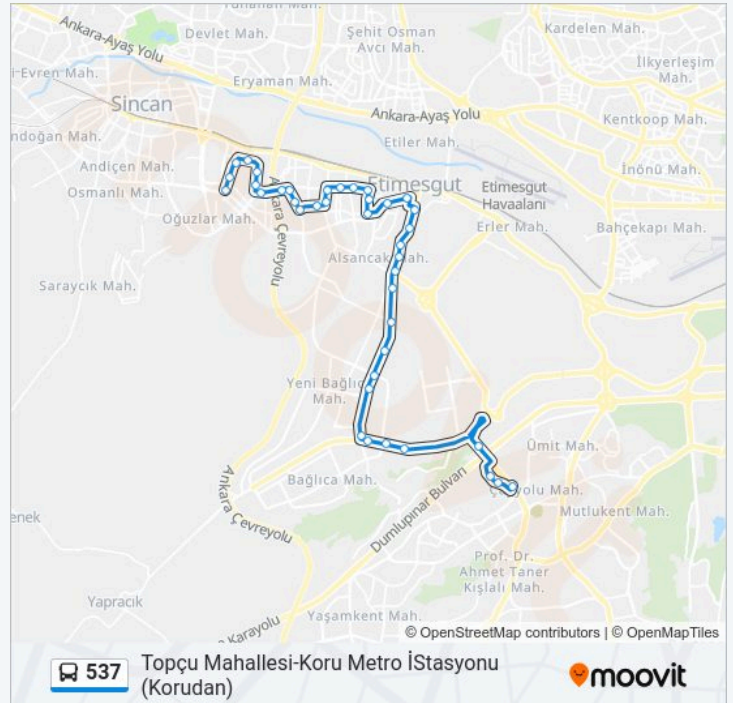 Ankara-Ayaş Yolu
Devlet Mah.
Şehit Osman
Avcı Mah.
Kardelen Mah.
İlkyerleşim
Mah.
i-Evren Mah.
Eryaman Mah.
Sincan
Ankara-Ayaş Yolu
Kentkoop Mah.
ndoğan Mah.
Etiler Mah.
Andiçen Mah.
İnönü Mah.
Osmanlı Mah.
Etimesgut
Etimesgut
Havaalanı
Oğuzlar Mah.
Ankara Çevreyolu
Erler Mah.
Bahçekapı Mah.
Alsancak Mah.
Saraycık Mah.
Yeni Bağlıca
Mah.
Ümit Mah.
Bağlıca Mah.
Ankara Çevreyolu
Dumlupınar Bulvarı
Çayyolu Mah.
Mutlukent Mah.
enek
Prof. Dr.
Ahmet Taner
Kışlalı Mah.
Yapracık
Yaşamkent Mah.
Karayolu
© OpenStreetMap contributors | © OpenMapTiles
537
Topçu Mahallesi-Koru Metro İStasyonu
(Korudan)
moovit